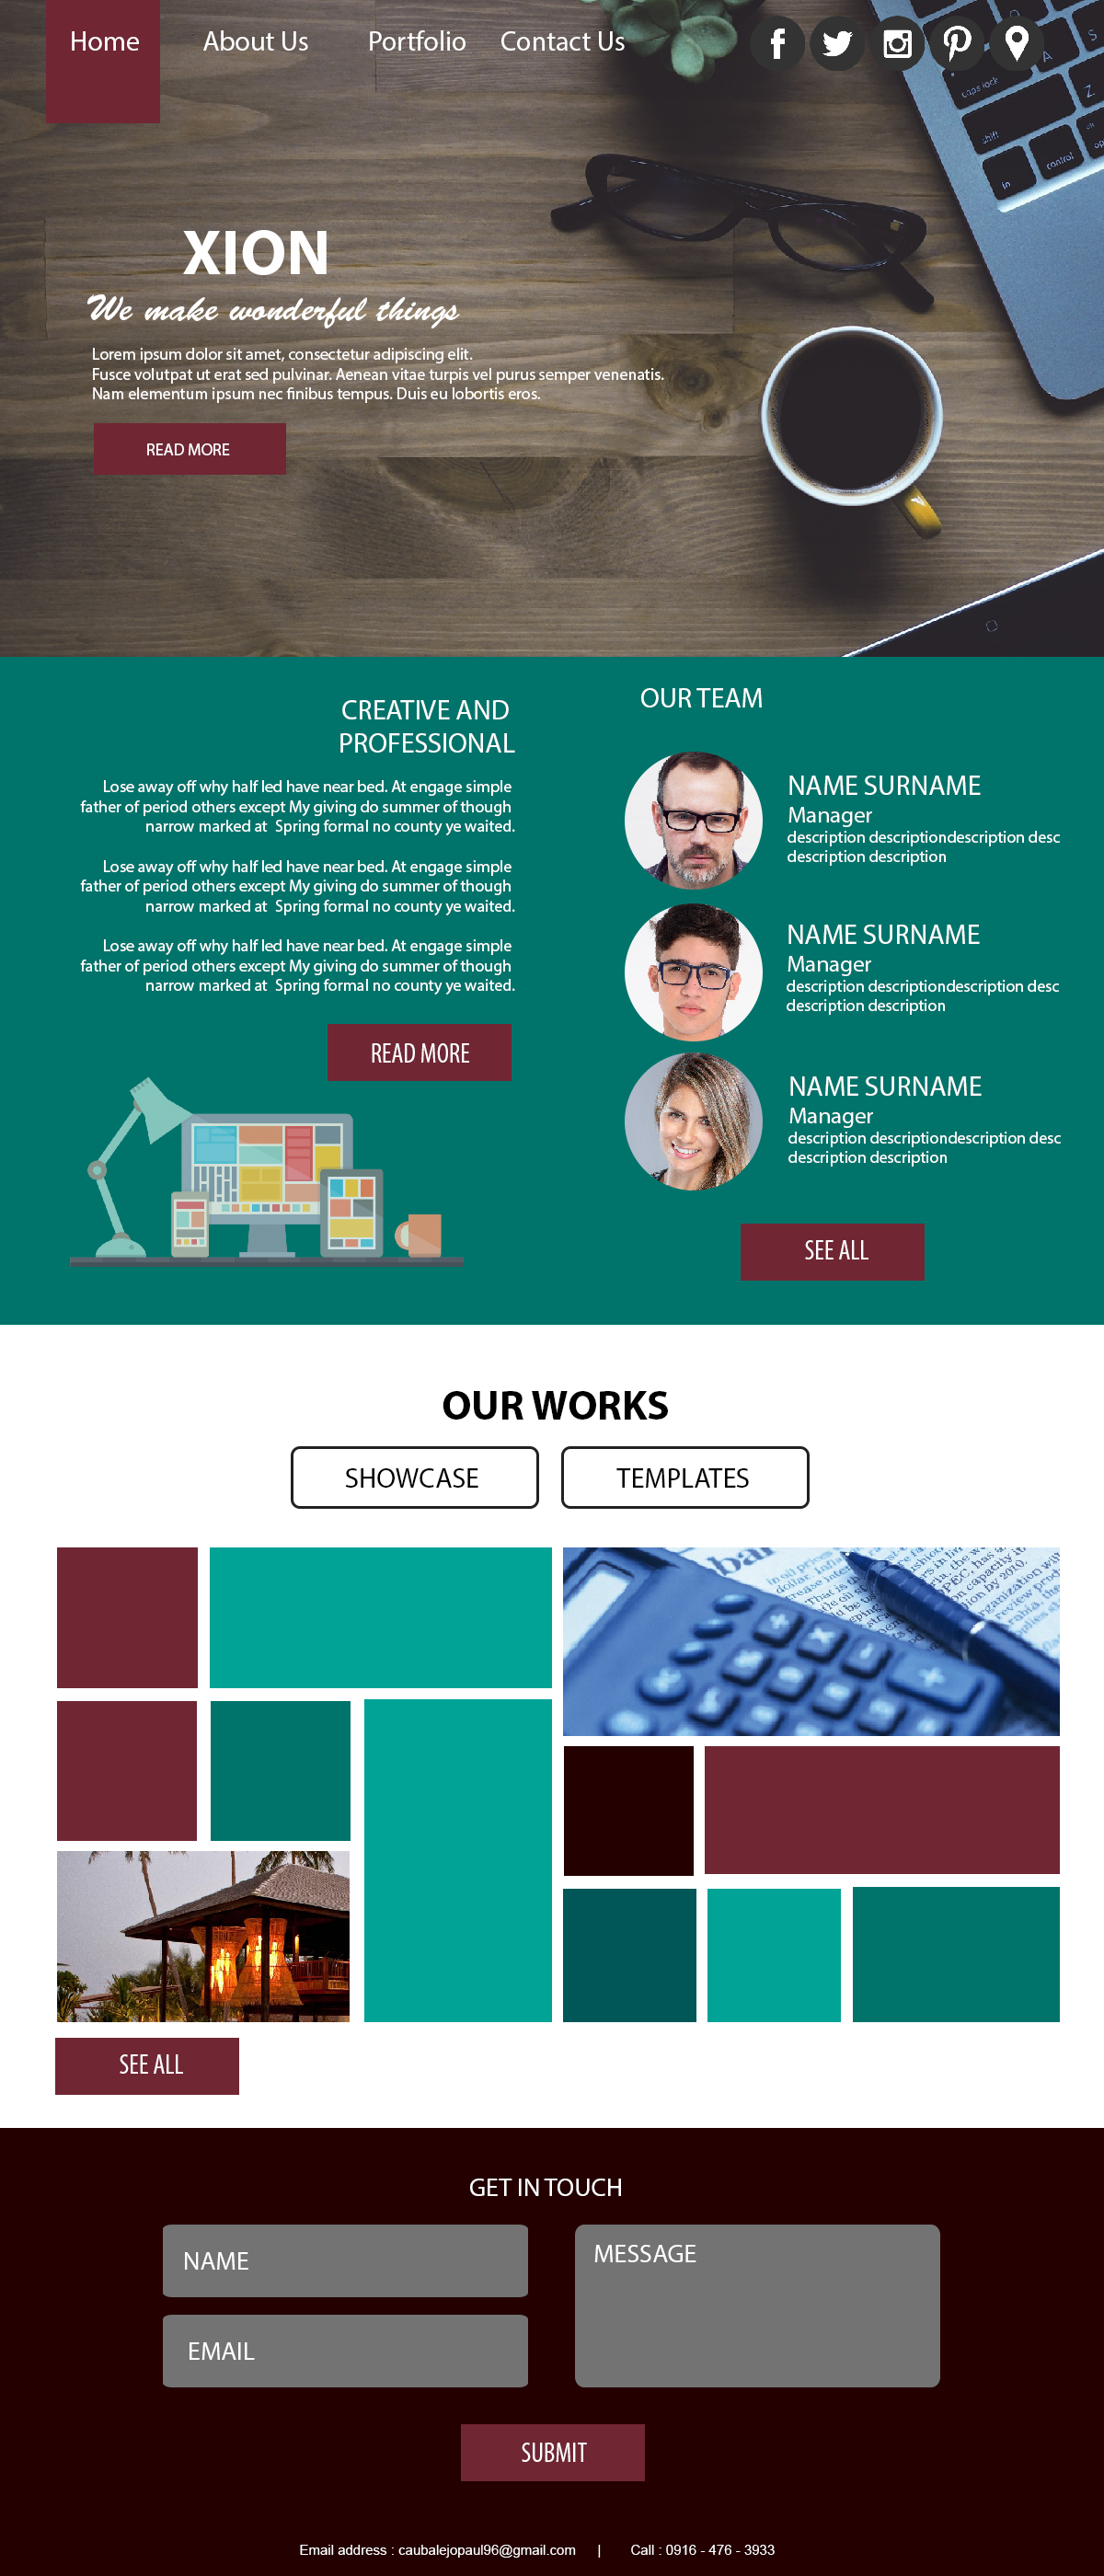 Home About Us Portfolio Contact Us
caps lock A Z
shift
fn control option
XION
We make wonderful things
Lorem ipsum dolor sit amet, consectetur adipiscing elit.
Fusce volutpat ut erat sed pulvinar. Aenean vitae turpis vel purus semper venenatis.
Nam elementum ipsum nec finibus tempus. Duis eu lobortis eros.
READ MORE
CREATIVE AND
PROFESSIONAL
Lose away off why half led have near bed. At engage simple
father of period others except My giving do summer of though
narrow marked at  Spring formal no county ye waited.
Lose away off why half led have near bed. At engage simple
father of period others except My giving do summer of though
narrow marked at  Spring formal no county ye waited.
Lose away off why half led have near bed. At engage simple
father of period others except My giving do summer of though
narrow marked at  Spring formal no county ye waited.
READ MORE
OUR TEAM
NAME SURNAME
Manager
description descriptiondescription desc
description description
NAME SURNAME
Manager
description descriptiondescription desc
description description
NAME SURNAME
Manager
description descriptiondescription desc
description description
SEE ALL
OUR WORKS
SHOWCASE TEMPLATES
SEE ALL
GET IN TOUCH
NAME
EMAIL
MESSAGE
SUBMIT
Email address : caubalejopaul96@gmail.com | Call : 0916 - 476 - 3933